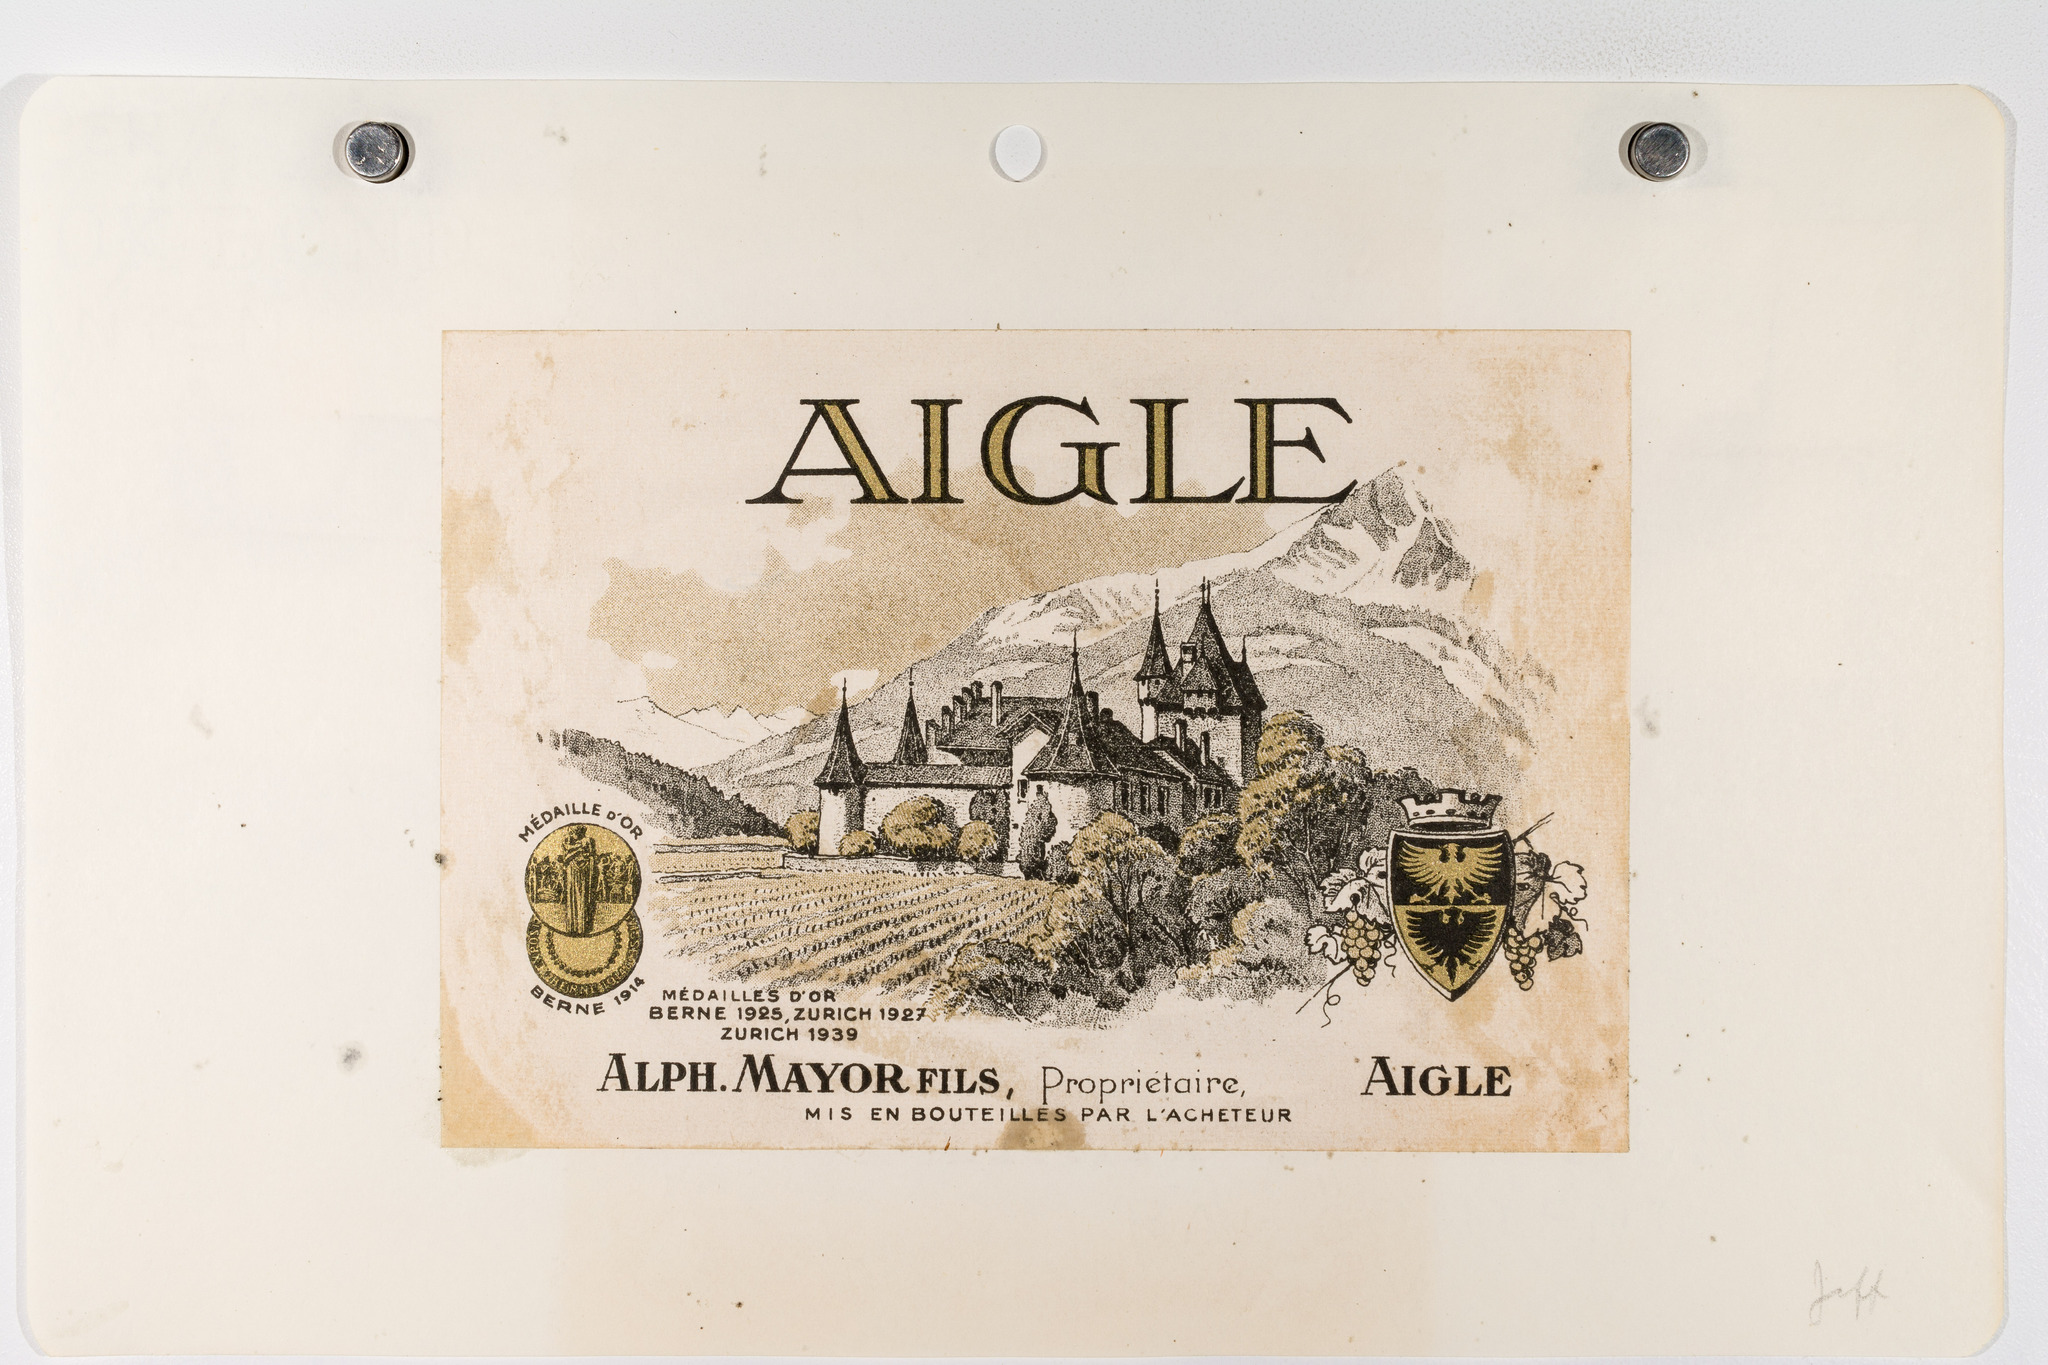 AIGLE
MÉDAILLE D'OR
BERNE 1914
MÉDAILLES D'OR
BERNE 1925, ZURICH 1927
ZURICH 1939
ALPH. MAYOR FILS, Propriétaire, AIGLE
MIS EN BOUTEILLES PAR L'ACHETEUR